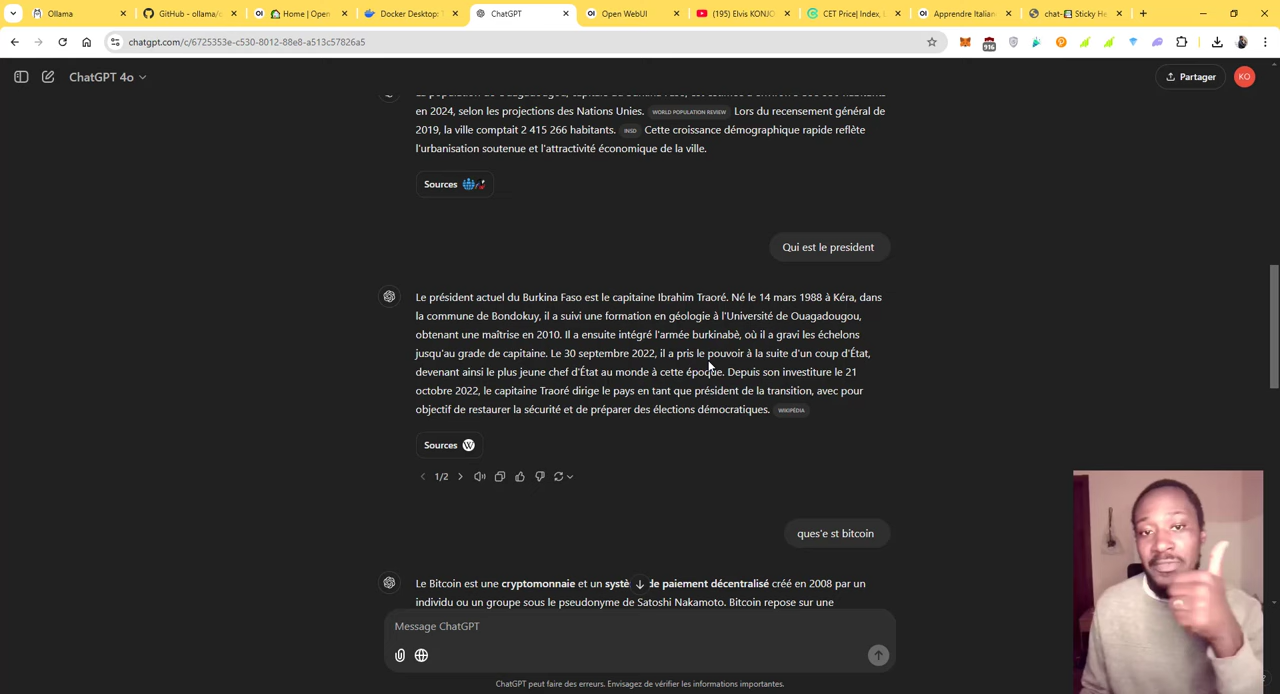 Ollama
GitHub - ollama/
Home | Open
Docker Desktop:
ChatGPT
Open WebUI
(195) Elvis KONJO
CET Price| Index, L
Apprendre Italian
chat- Sticky He
chatgpt.com/c/6725353e-c530-8012-88e8-a513c57826a5
916
ChatGPT 4o
Partager
KO
en 2024, selon les projections des Nations Unies. WORLD POPULATION REVIEW Lors du recensement général de
2019, la ville comptait 2 415 266 habitants. INSD Cette croissance démographique rapide reflète
l'urbanisation soutenue et l'attractivité économique de la ville.
Sources
Qui est le president
Le président actuel du Burkina Faso est le capitaine Ibrahim Traoré. Né le 14 mars 1988 à Kéra, dans
la commune de Bondokuy, il a suivi une formation en géologie à l'Université de Ouagadougou,
obtenant une maîtrise en 2010. Il a ensuite intégré l'armée burkinabè, où il a gravi les échelons
jusqu'au grade de capitaine. Le 30 septembre 2022, il a pris le pouvoir à la suite d'un coup d'État,
devenant ainsi le plus jeune chef d'État au monde à cette époque. Depuis son investiture le 21
octobre 2022, le capitaine Traoré dirige le pays en tant que président de la transition, avec pour
objectif de restaurer la sécurité et de préparer des élections démocratiques. WIKIPÉDIA
Sources W
1/2
ques'e st bitcoin
Le Bitcoin est une cryptomonnaie et un systè de paiement décentralisé créé en 2008 par un
individu ou un groupe sous le pseudonyme de Satoshi Nakamoto. Bitcoin repose sur une
Message ChatGPT
ChatGPT peut faire des erreurs. Envisagez de vérifier les informations importantes.